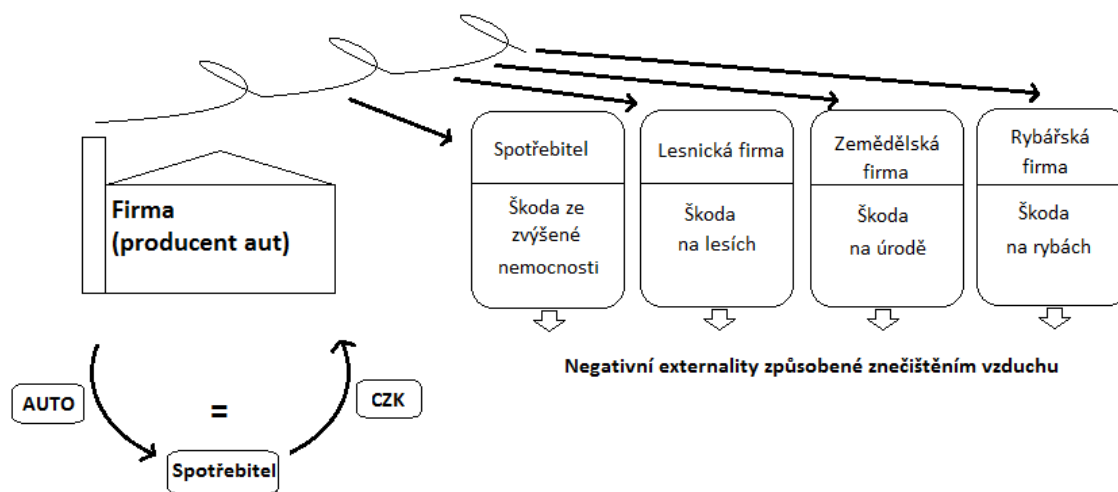 Firma
(producent aut)
Spotřebitel
Škoda ze
zvýšené
nemocnosti
Lesnická firma
Škoda
na lesích
Zemědělská
firma
Škoda
na úrodě
Rybářská
firma
Škoda
na rybách
Negativní externality způsobené znečištěním vzduchu
AUTO
=
CZK
Spotřebitel